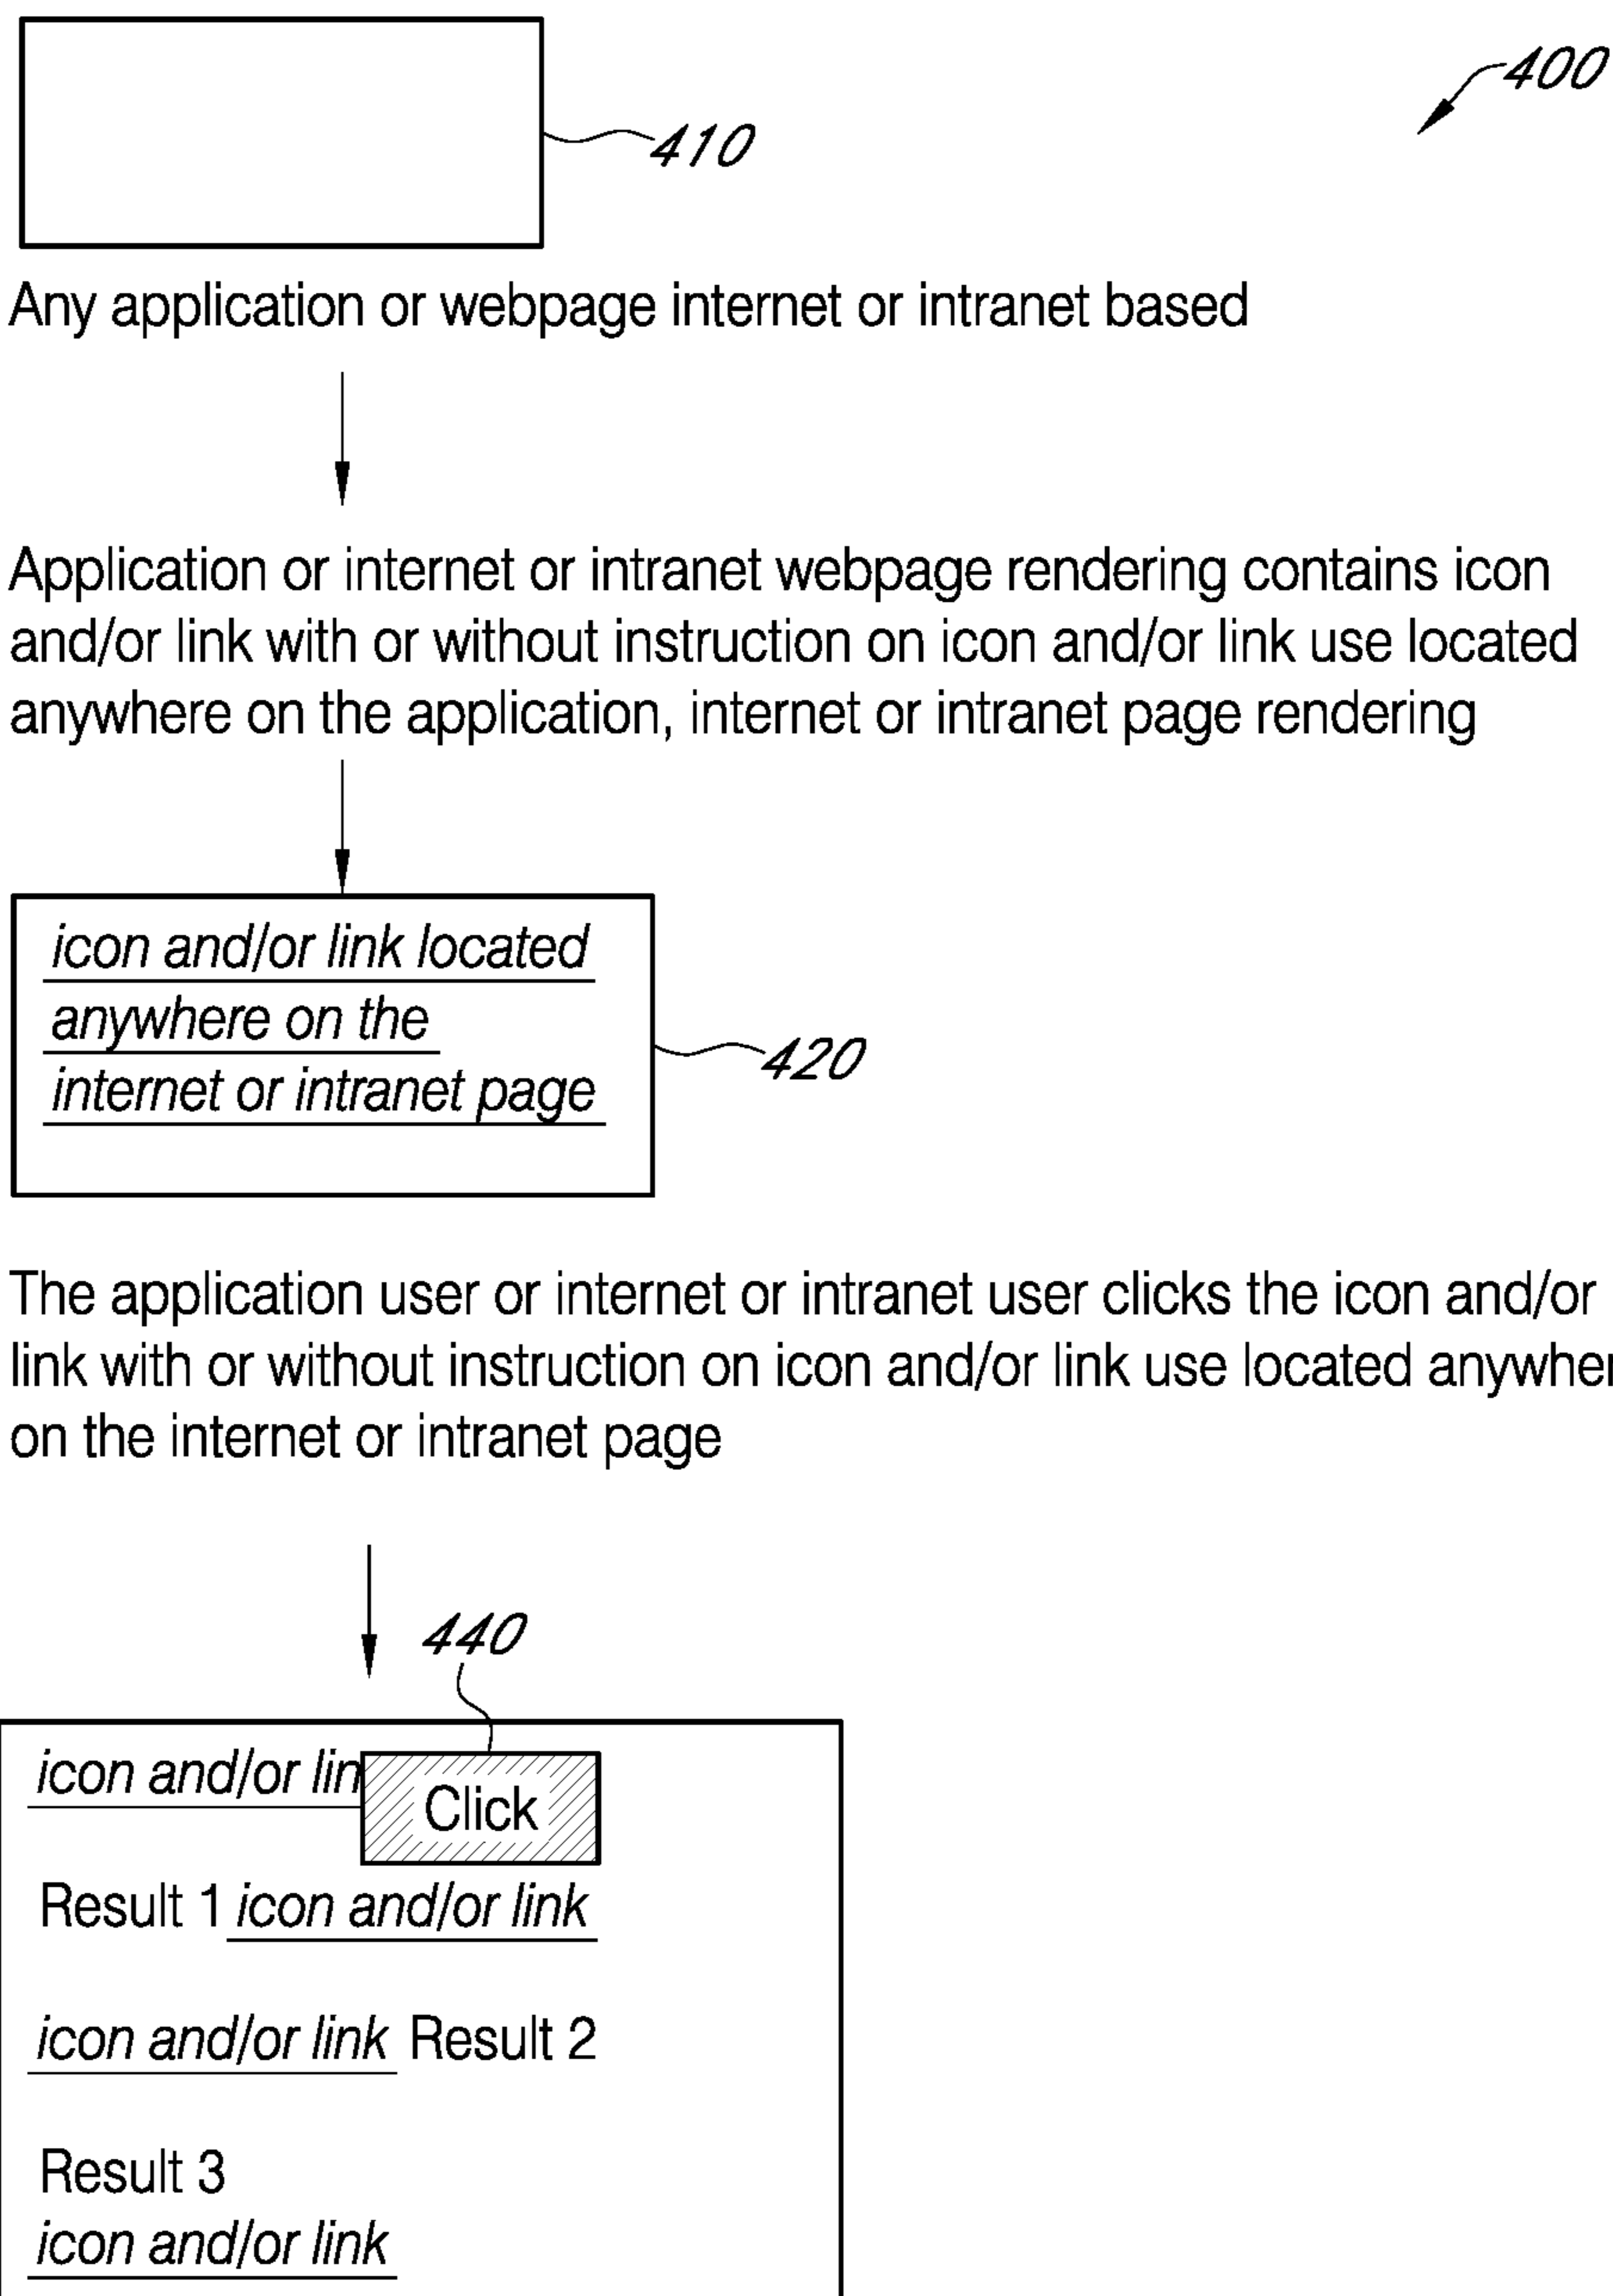 400
410
Any application or webpage internet or intranet based
Application or internet or intranet webpage rendering contains icon
and/or link with or without instruction on icon and/or link use located
anywhere on the application, internet or intranet page rendering
icon and/or link located
anywhere on the
internet or intranet page
420
The application user or internet or intranet user clicks the icon and/or
link with or without instruction on icon and/or link use located
on the internet or intranet page
440
icon and/or
Click
Result 1 icon and/or link
icon and/or link Result 2
Result 3
icon and/or link